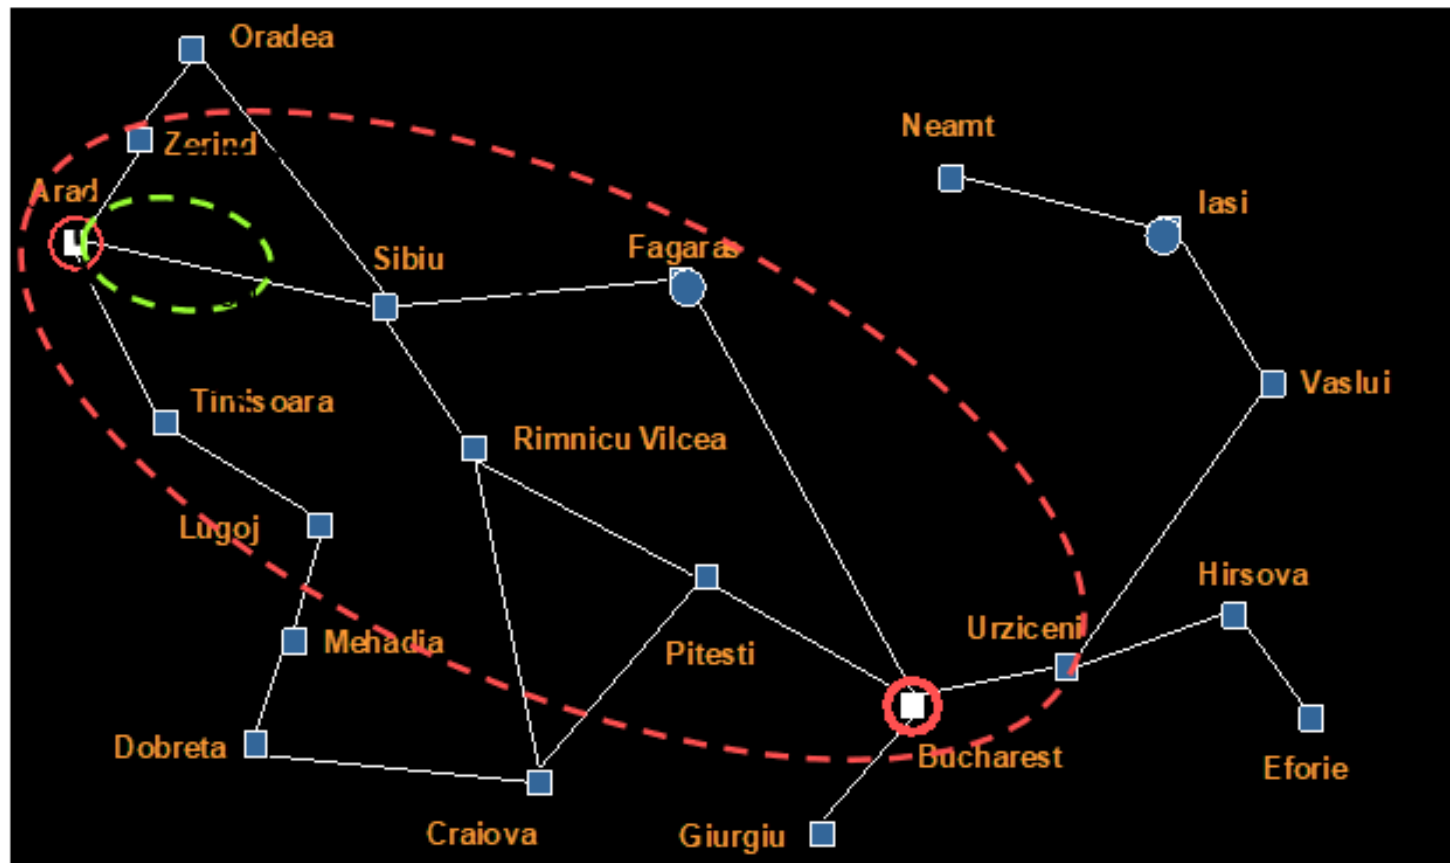 Oradea
Neamt
Zerind
Arad
Iasi
Sibiu
Fagaras
Vaslui
Timisoara
Rimnicu Vilcea
Lugoj
Hirsova
Urziceni
Mehadia
Pitesti
Dobreta
Bucharest
Eforie
Craiova
Giurgiu